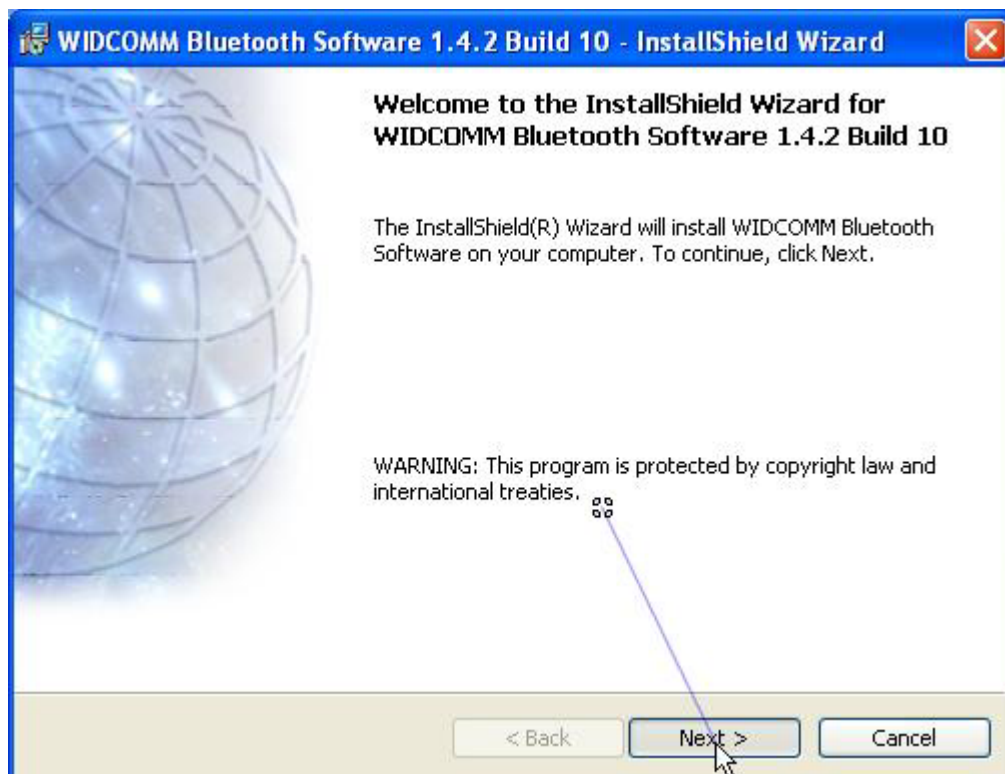 WIDCOMM Bluetooth Software 1.4.2 Build 10 - InstallShield Wizard
Welcome to the InstallShield Wizard for
WIDCOMM Bluetooth Software 1.4.2 Build 10
The InstallShield(R) Wizard will install WIDCOMM Bluetooth
Software on your computer. To continue, click Next.
WARNING: This program is protected by copyright law and
international treaties.
< Back
Next >
Cancel